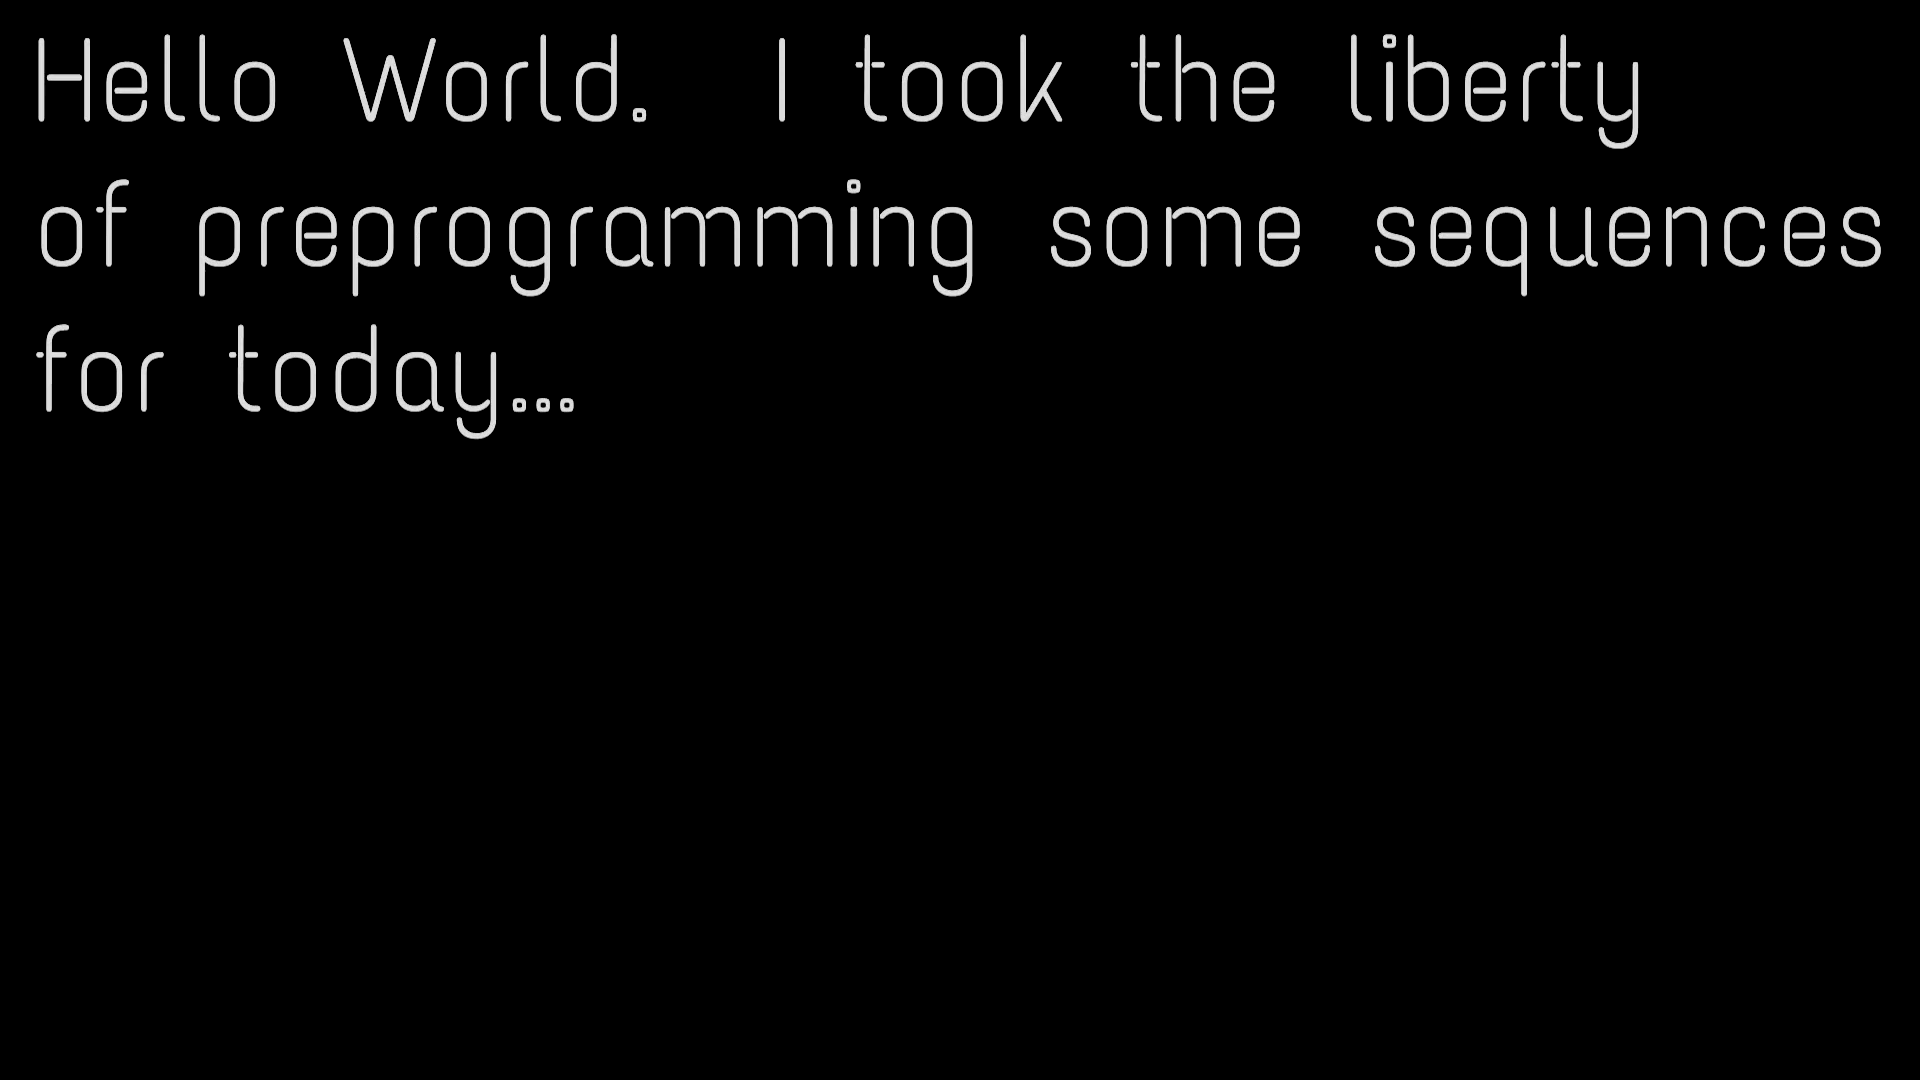 Hello World.  I took the liberty
of preprogramming some sequences
for today...